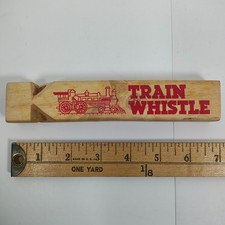 TRAIN
WHISTLE
1 2 3 4 5 6 7
ONE YARD 1/8